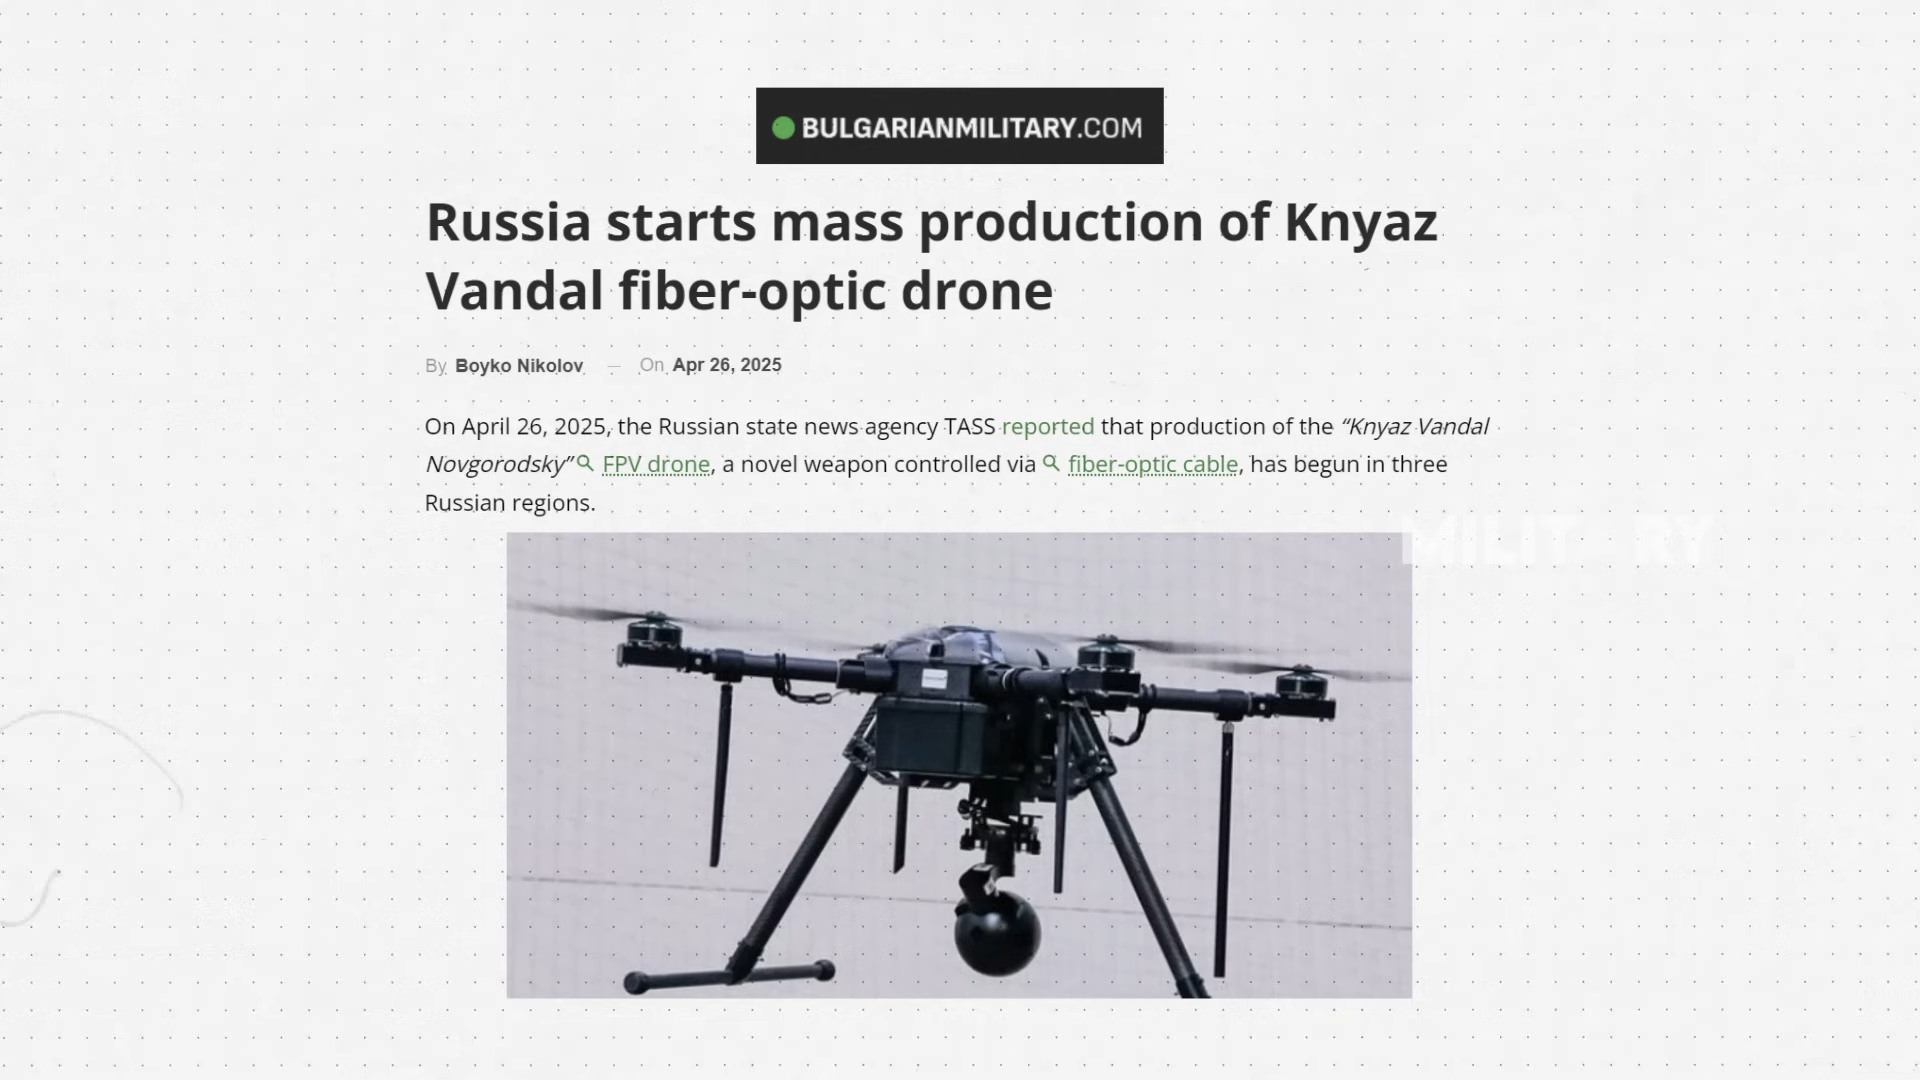 BULGARIANMILITARY.COM
Russia starts mass production of Knyaz
Vandal fiber-optic drone
By Boyko Nikolov — On Apr 26, 2025
On April 26, 2025, the Russian state news agency TASS reported that production of the “Knyaz Vandal
Novgorodsky” FPV drone, a novel weapon controlled via fiber-optic cable, has begun in three
Russian regions.